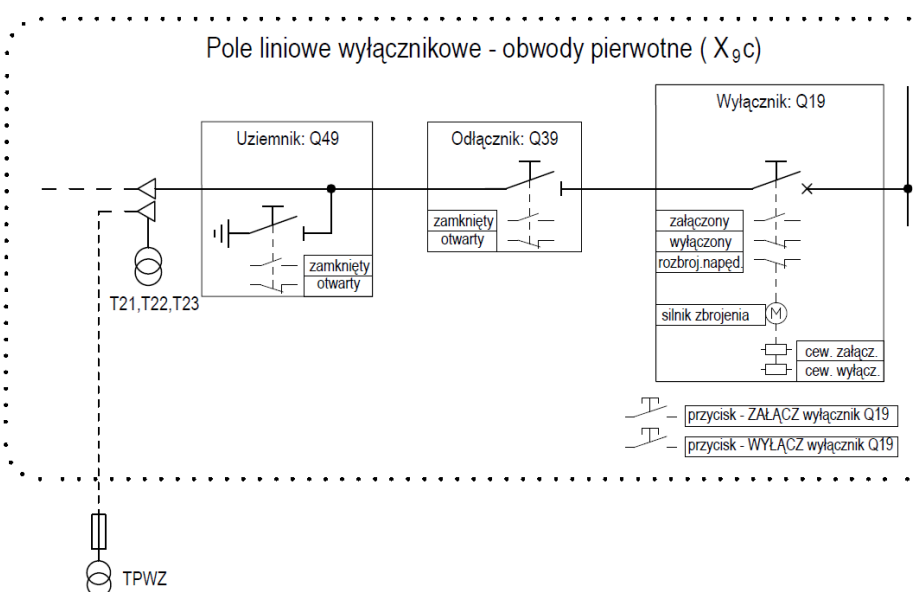 Pole liniowe wyłącznikowe - obwody pierwotne ( X₉c)
Uziemnik: Q49
zamknięty
otwarty
T21,T22,T23
Odłącznik: Q39
zamknięty
otwarty
Wyłącznik: Q19
załączony
wyłączony
rozbroj.napęd.
silnik zbrojenia
M
cew. załącz.
cew. wyłącz.
przycisk - ZAŁĄCZ wyłącznik Q19
przycisk - WYŁĄCZ wyłącznik Q19
TPWZ